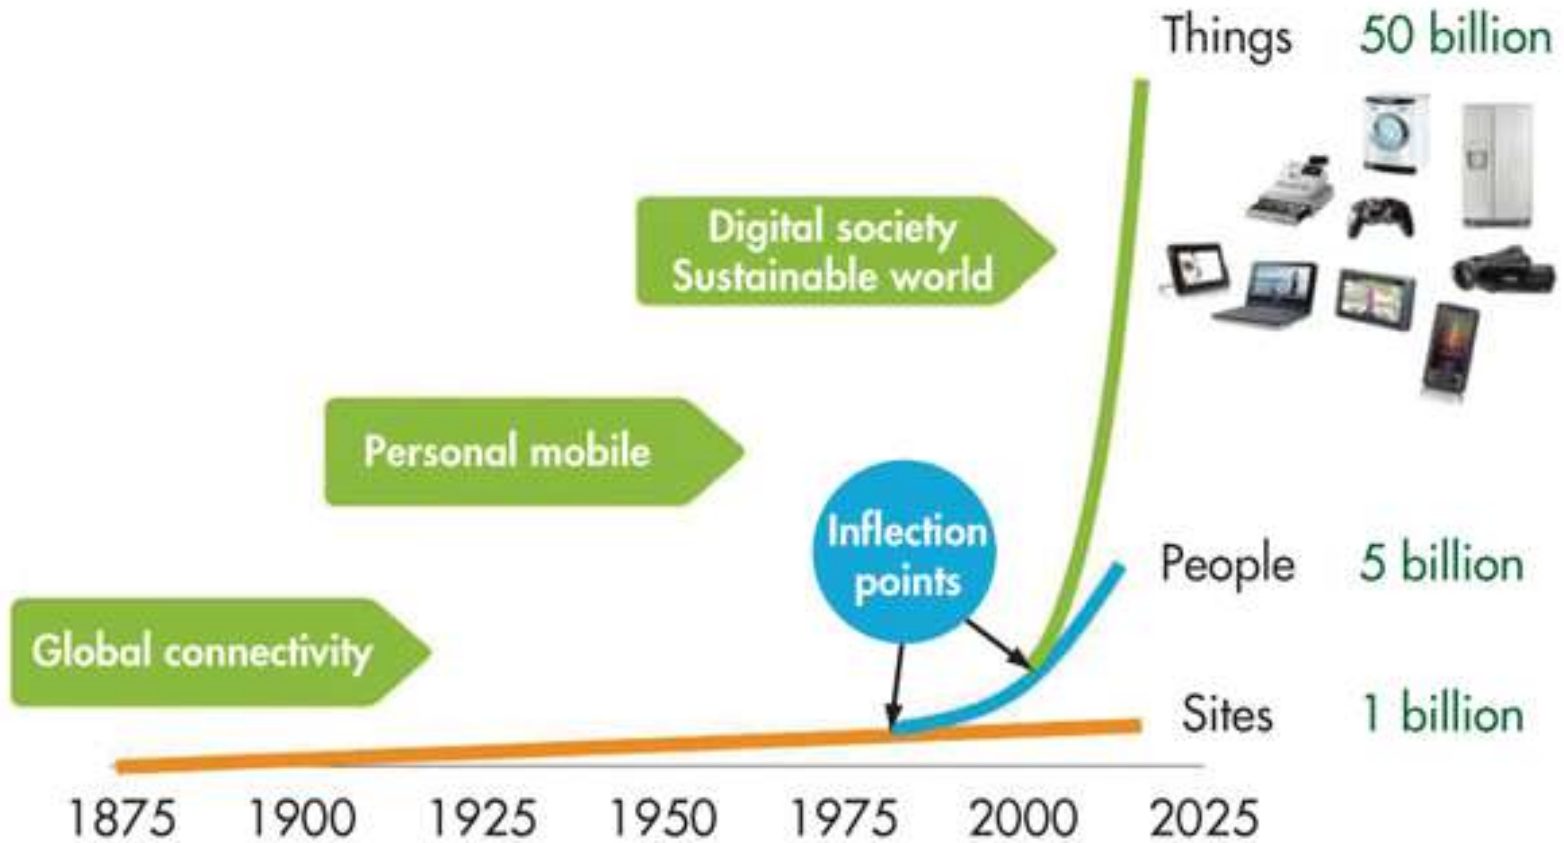 Things 50 billion
Digital society
Sustainable world
Personal mobile
Inflection
points
People 5 billion
Global connectivity
Sites 1 billion
1875 1900 1925 1950 1975 2000 2025